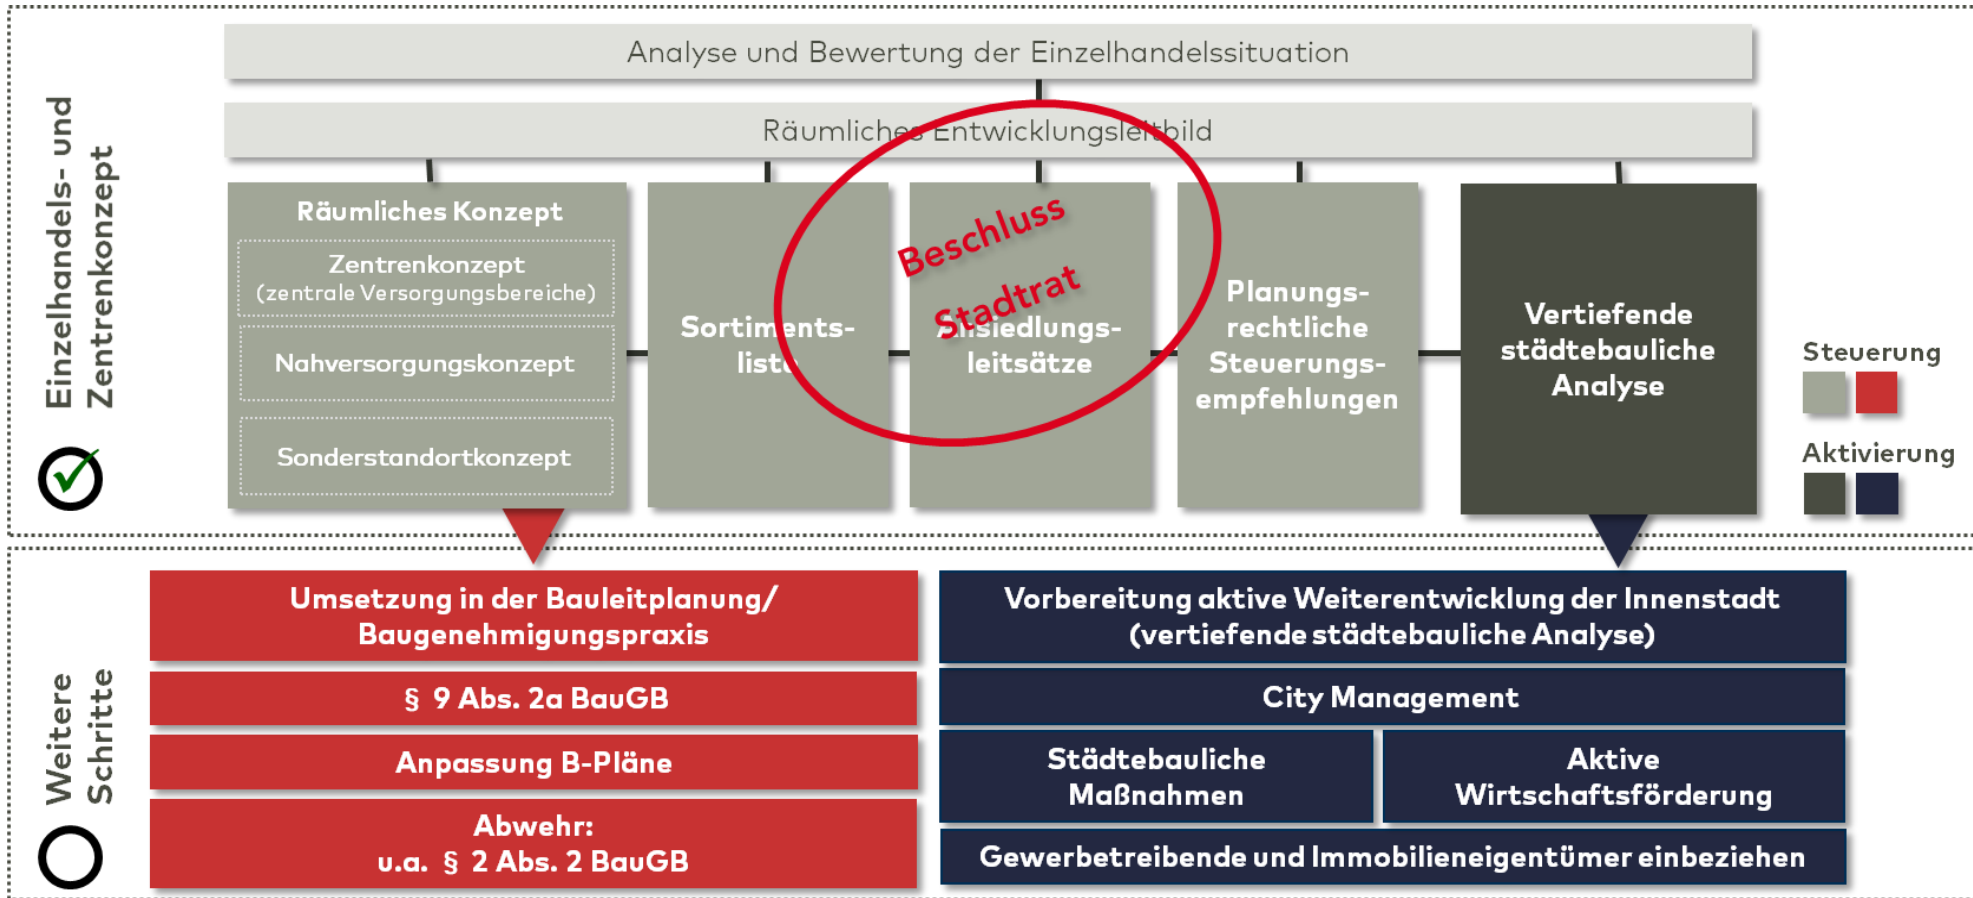 Analyse und Bewertung der Einzelhandelssituation
Räumliches Entwicklungsleitbild
Einzelhandels- und
Zentrenkonzept
Räumliches Konzept
Zentrenkonzept
(zentrale Versorgungsbereiche)
Nahversorgungskonzept
Sonderstandortkonzept
Sortiments-
liste
Beschluss
Stadtrat
Ansiedlungs-
leitsätze
Planungs-
rechtliche
Steuerungs-
empfehlungen
Vertiefende
städtebauliche
Analyse
Steuerung
Aktivierung
Weitere
Schritte
Umsetzung in der Bauleitplanung/
Baugenehmigungspraxis
§ 9 Abs. 2a BauGB
Anpassung B-Pläne
Abwehr:
u.a. § 2 Abs. 2 BauGB
Vorbereitung aktive Weiterentwicklung der Innenstadt
(vertiefende städtebauliche Analyse)
City Management
Städtebauliche
Maßnahmen
Aktive
Wirtschaftsförderung
Gewerbetreibende und Immobilieneigentümer einbeziehen